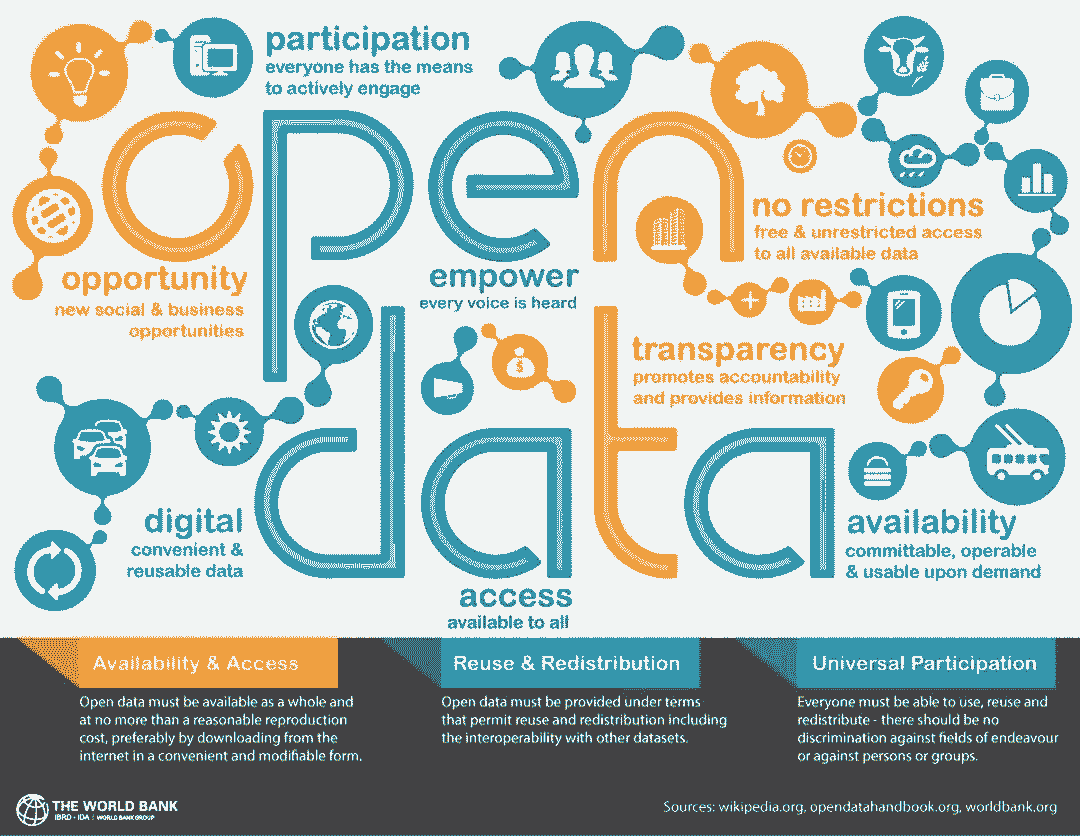 participation
everyone has the means
to actively engage
open
no restrictions
free & unrestricted access
to all available data
opportunity
new social & business
opportunities
empower
every voice is heard
$
transparency
promotes accountability
and provides information
data
digital
convenient &
reusable data
availability
committable, operable
& usable upon demand
access
available to all
Availability & Access
Open data must be available as a whole and
at no more than a reasonable reproduction
cost, preferably by downloading from the
internet in a convenient and modifiable form.
Reuse & Redistribution
Open data must be provided under terms
that permit reuse and redistribution including
the interoperability with other datasets.
Universal Participation
Everyone must be able to use, reuse and
redistribute - there should be no
discrimination against fields of endeavour
or against persons or groups.
THE WORLD BANK
IBRD • IDA | WORLD BANK GROUP
Sources: wikipedia.org, opendatahandbook.org, worldbank.org